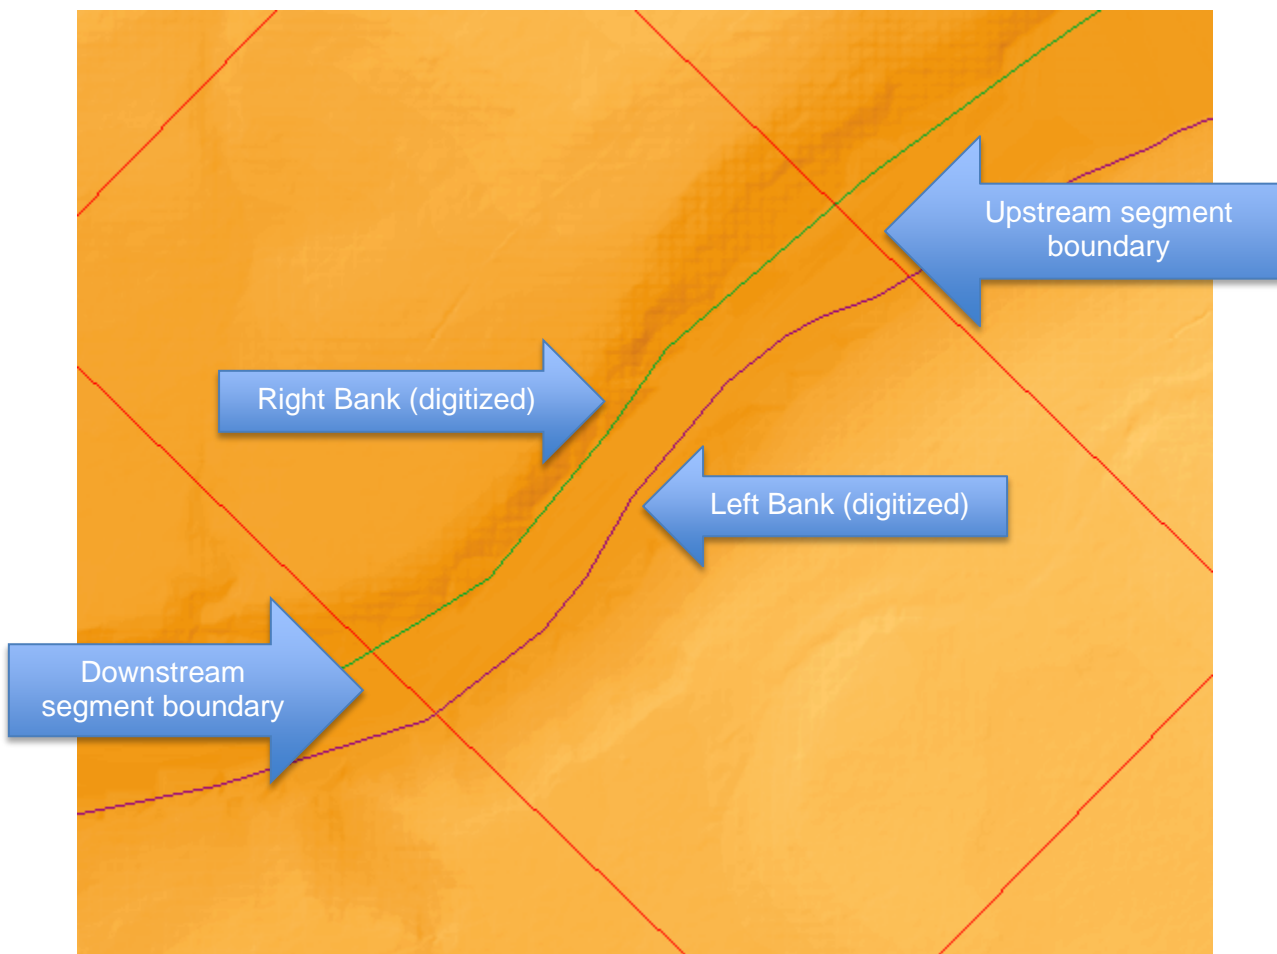 Upstream segment
boundary
Right Bank (digitized)
Left Bank (digitized)
Downstream
segment boundary